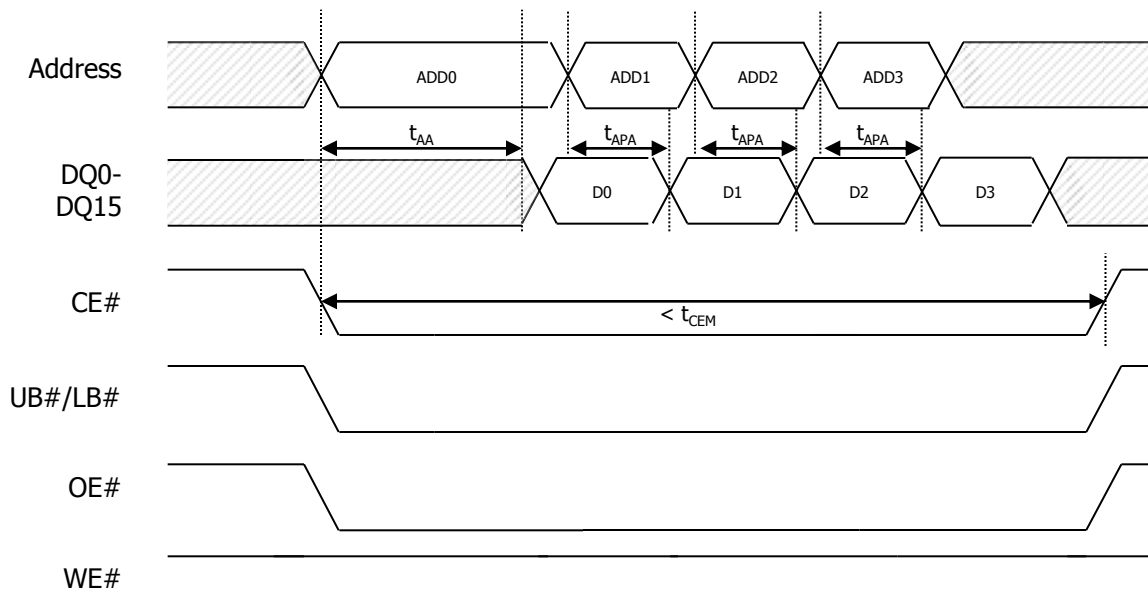 Address
ADD0 ADD1 ADD2 ADD3
tAA tAPA tAPA tAPA
DQ0-
DQ15
D0 D1 D2 D3
CE#
< tCEM
UB#/LB#
OE#
WE#